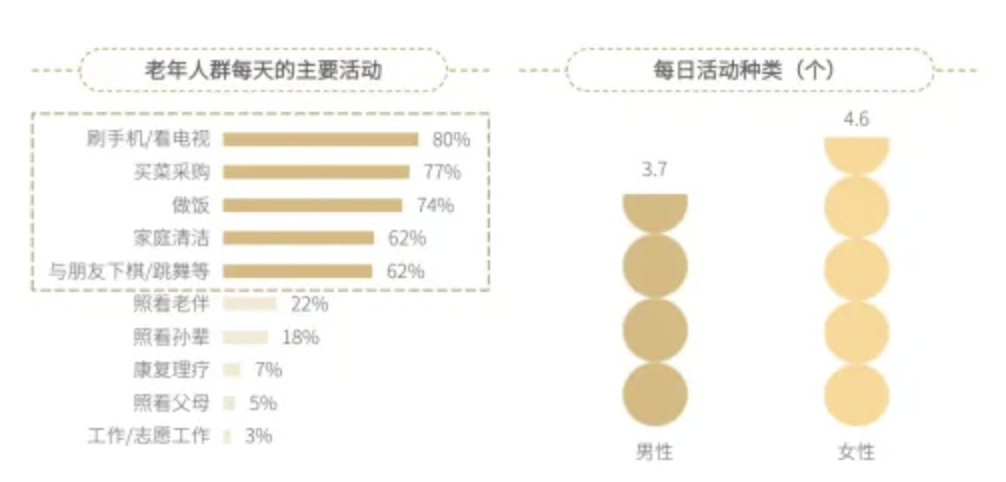 老年人群每天的主要活动
刷手机/看电视 80%
买菜采购 77%
做饭 74%
家庭清洁 62%
与朋友下棋/跳舞等 62%
照看老伴 22%
照看孙辈 18%
康复理疗 7%
照看父母 5%
工作/志愿工作 3%
每日活动种类（个）
3.7
4.6
男性
女性